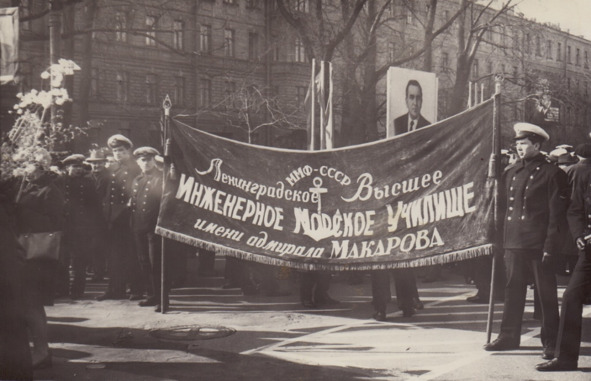 ММФ-СССР
Ленинградское Высшее
Инженерное Морское Училище
имени адмирала Макарова